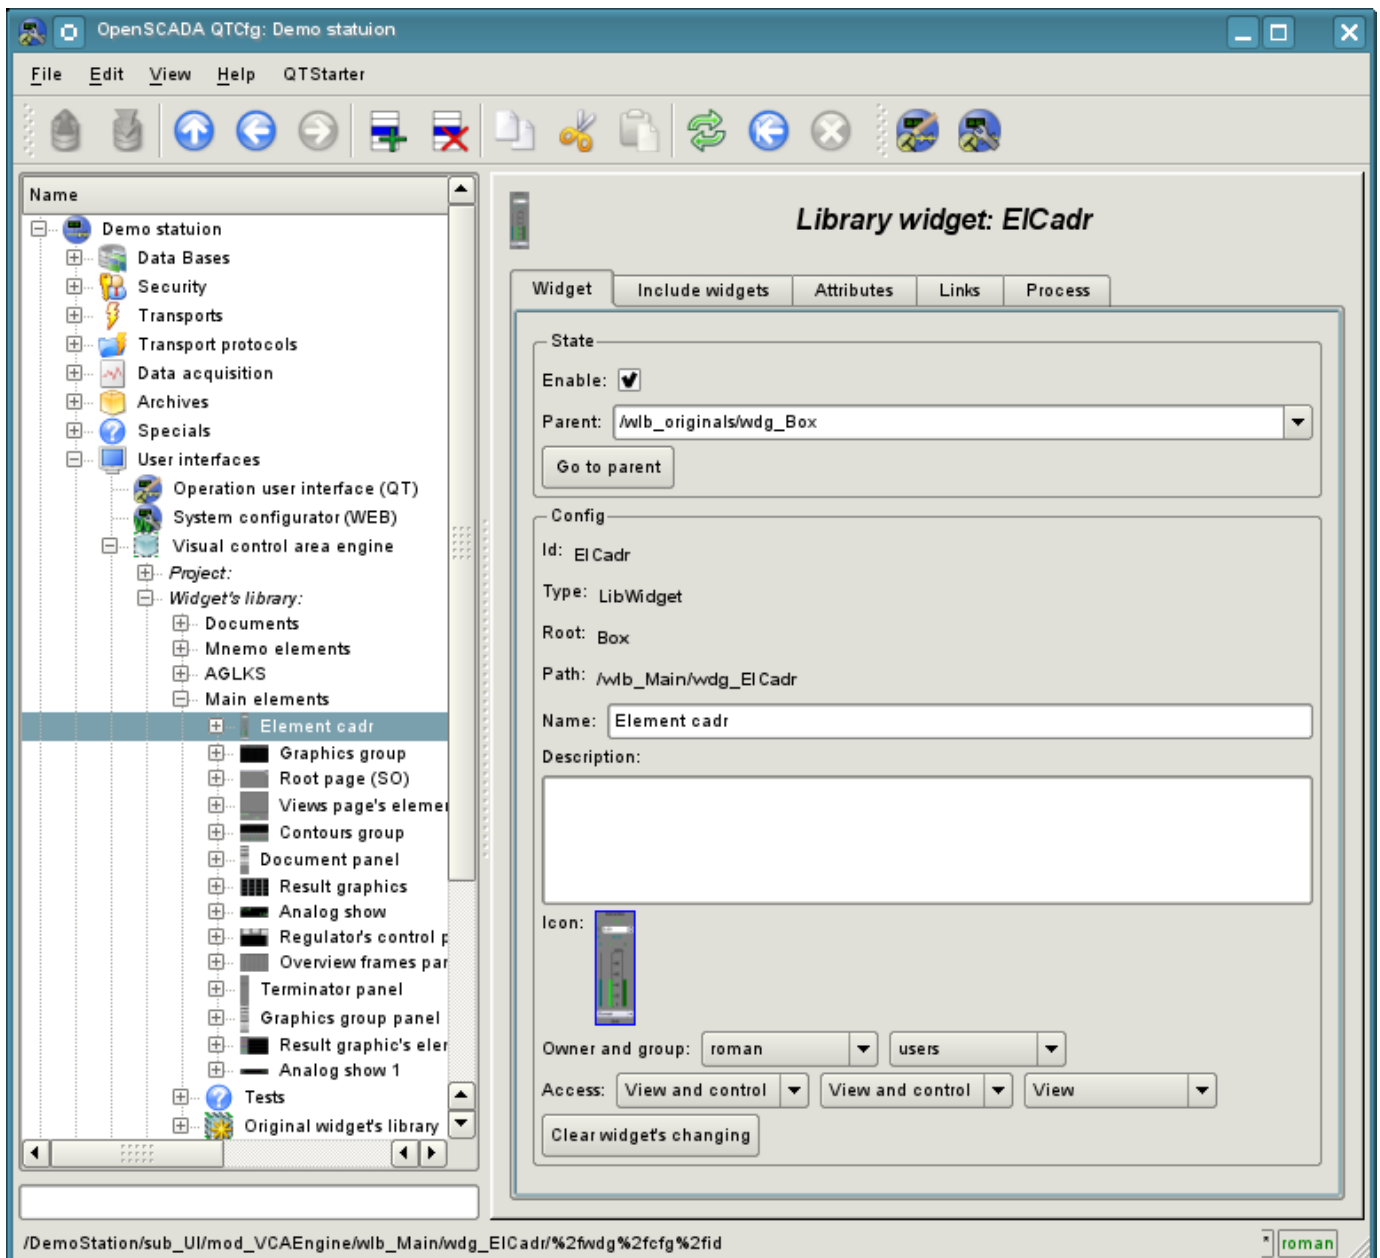 OpenSCADA QTCfg: Demo statuion
File Edit View Help QTStarter
Name
Demo statuion
Data Bases
Security
Transports
Transport protocols
Data acquisition
Archives
Specials
User interfaces
Operation user interface (QT)
System configurator (WEB)
Visual control area engine
Project:
Widget's library:
Documents
Mnemo elements
AGLKS
Main elements
Element cadr
Graphics group
Root page (SO)
Views page's elemer
Contours group
Document panel
Result graphics
Analog show
Regulator's control p
Overview frames par
Terminator panel
Graphics group panel
Result graphic's eler
Analog show 1
Tests
Original widget's library
Library widget: ElCadr
Widget Include widgets Attributes Links Process
State
Enable:
Parent: /wlb_originals/wdg_Box
Go to parent
Config
Id: ElCadr
Type: LibWidget
Root: Box
Path: /wlb_Main/wdg_ElCadr
Name: Element cadr
Description:
Icon:
Owner and group: roman users
Access: View and control View and control View
Clear widget's changing
/DemoStation/sub_UI/mod_VCAEngine/wlb_Main/wdg_ElCadr/%2fwdg%2fcfg%2fid
* roman